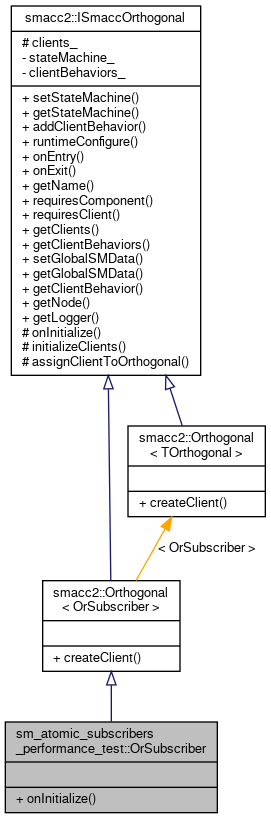 smacc2::ISmaccOrthogonal
# clients_
- stateMachine_
- clientBehaviors_
+ setStateMachine()
+ getStateMachine()
+ addClientBehavior()
+ runtimeConfigure()
+ onEntry()
+ onExit()
+ getName()
+ requiresComponent()
+ requiresClient()
+ getClients()
+ getClientBehaviors()
+ setGlobalSMData()
+ getGlobalSMData()
+ getClientBehavior()
+ getNode()
+ getLogger()
# onInitialize()
# initializeClients()
# assignClientToOrthogonal()
smacc2::Orthogonal
< TOrthogonal >
+ createClient()
< OrSubscriber >
smacc2::Orthogonal
< OrSubscriber >
+ createClient()
sm_atomic_subscribers
_performance_test::OrSubscriber
+ onInitialize()